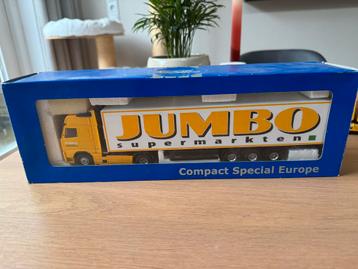 JUMBO
supermarkten
Compact Special Europe